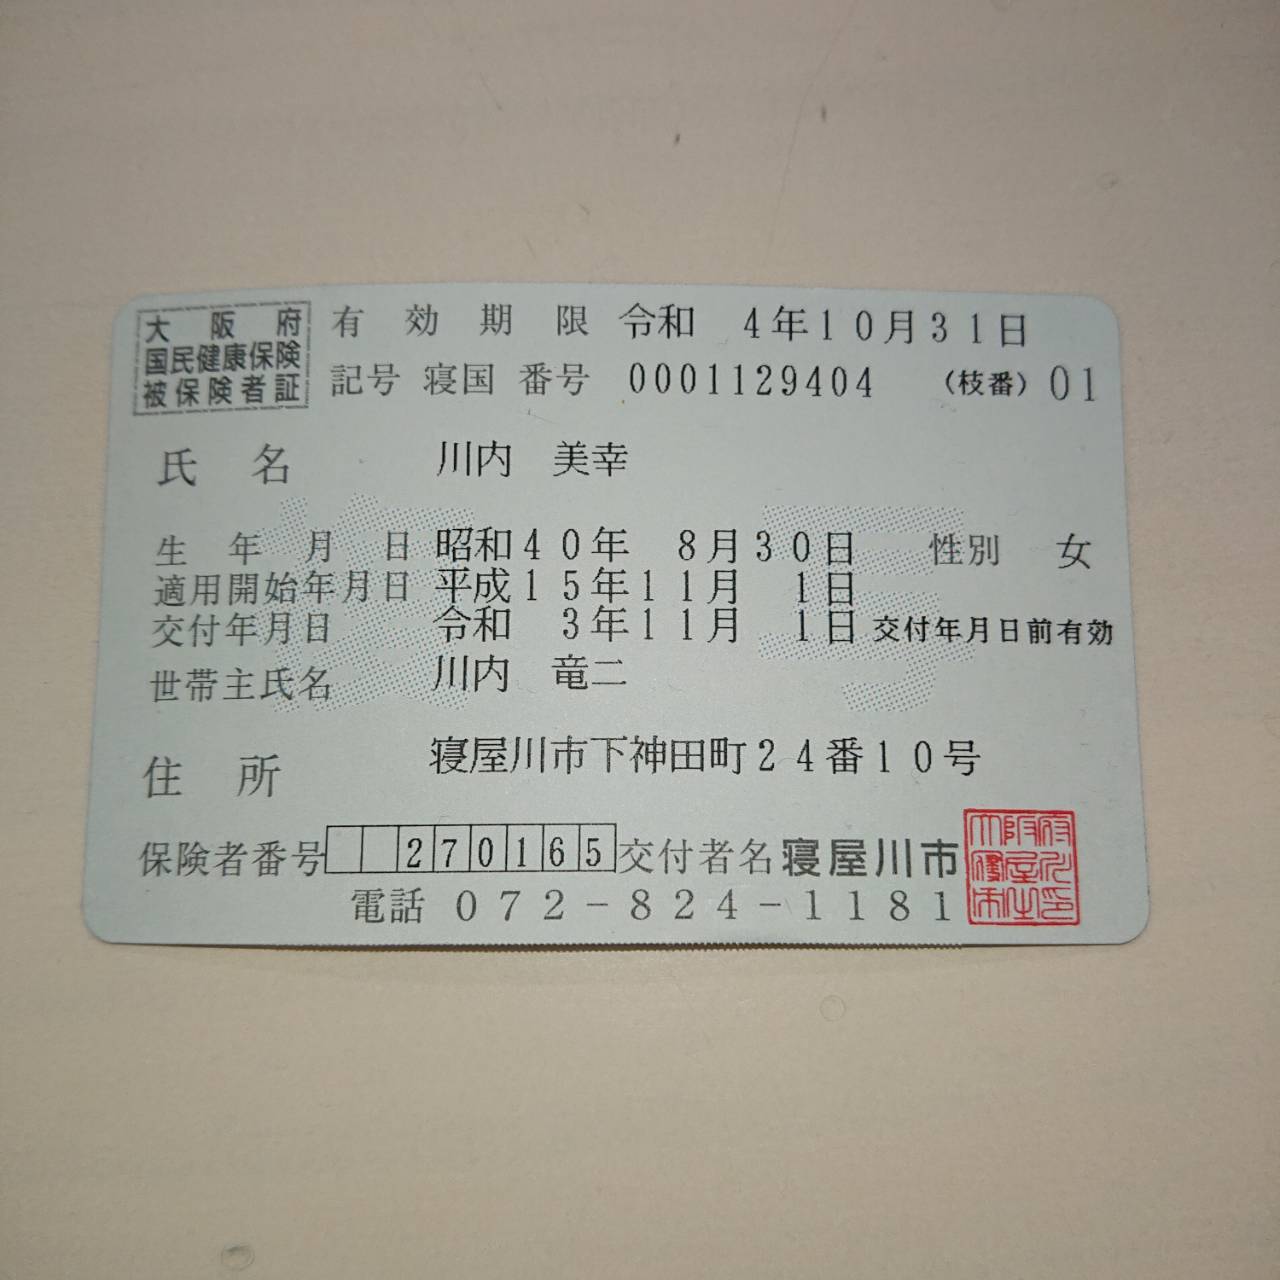 大阪府
国民健康保険
被保険者証
有効期限 令和 4年10月31日
記号 寝国 番号 0001129404 （枝番）01
氏名 川内 美幸
生年月日 昭和40年 8月30日 性別 女
適用開始年月日 平成15年11月 1日
交付年月日 令和 3年11月 1日 交付年月日前有効
世帯主氏名 川内 竜二
住所 寝屋川市下神田町24番10号
保険者番号 270165 交付者名 寝屋川市
電話 072-824-1181